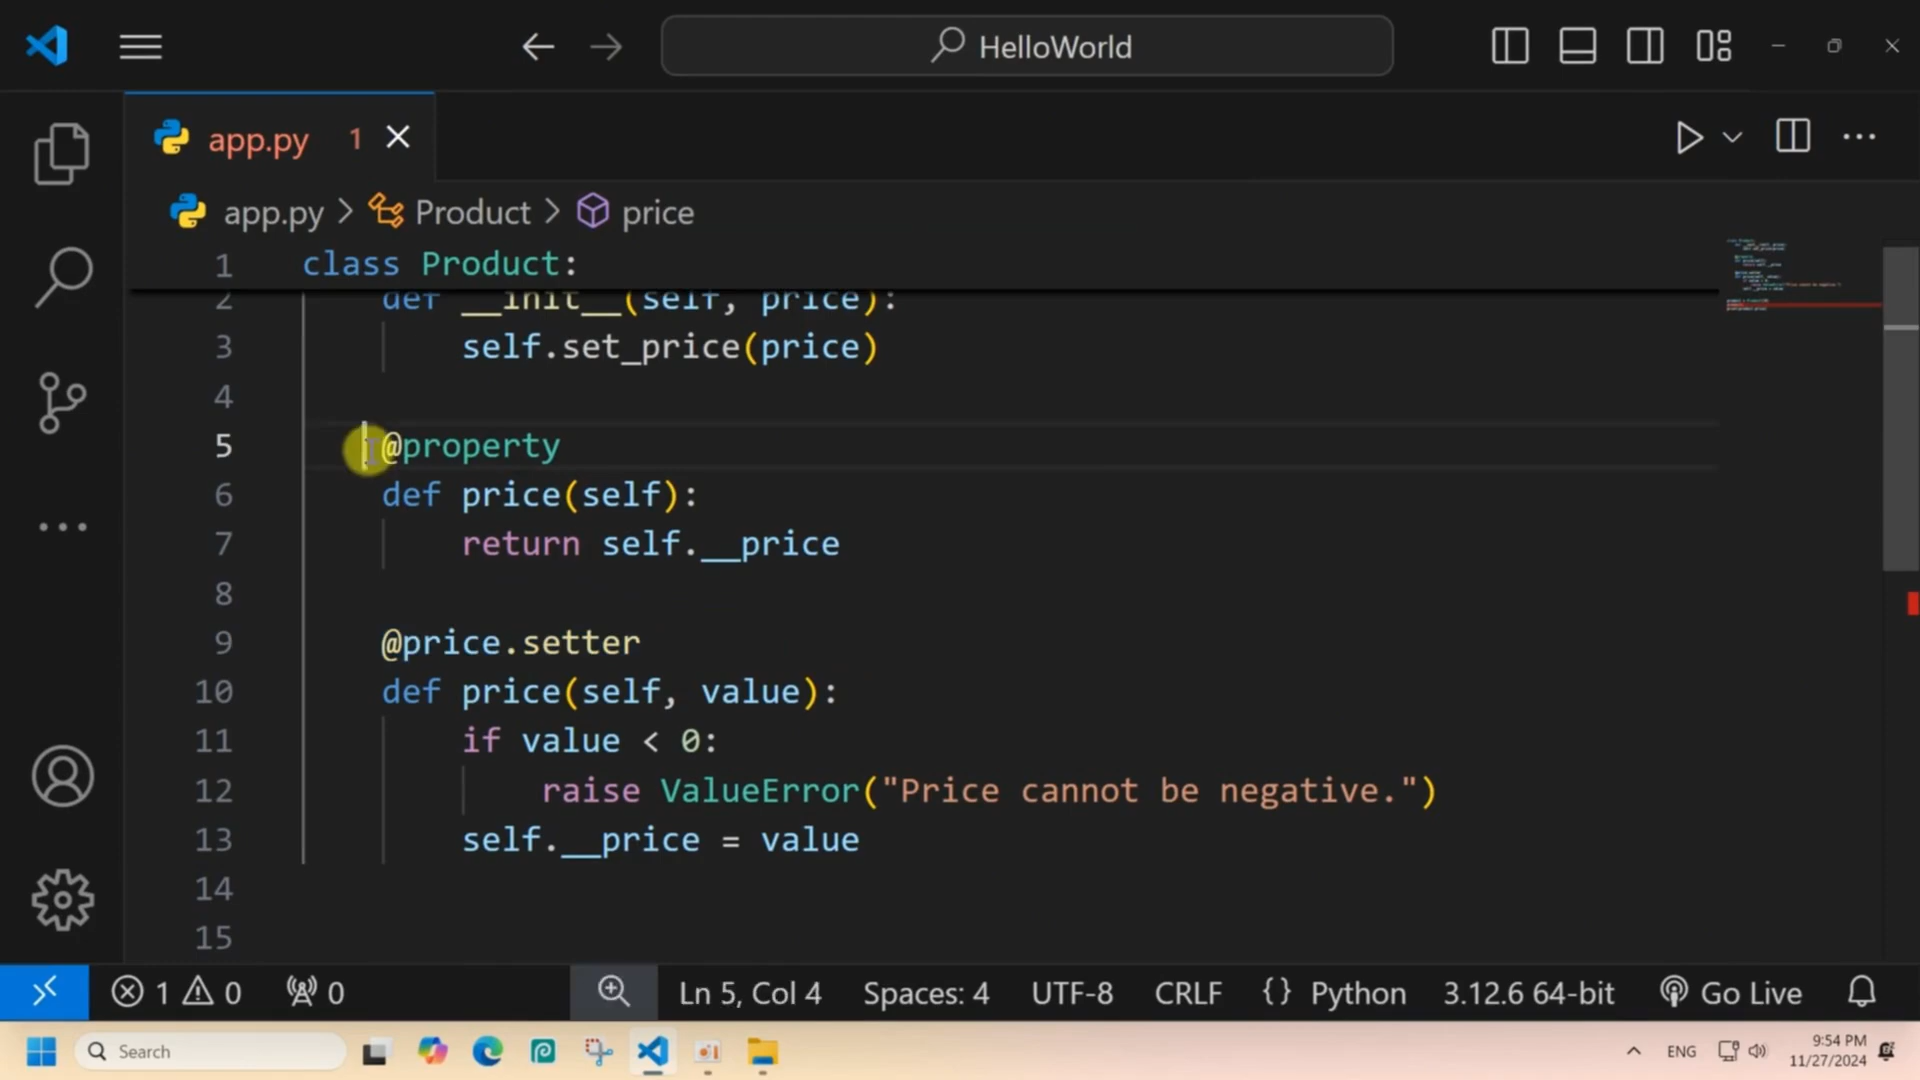 HelloWorld
app.py 1
app.py > Product > price
1 class Product:
2 def __init__(self, price):
3 self.set_price(price)
4
5 @property
6 def price(self):
7 return self.__price
8
9 @price.setter
10 def price(self, value):
11 if value < 0:
12 raise ValueError("Price cannot be negative.")
13 self.__price = value
14
15
1 0 0 Ln 5, Col 4 Spaces: 4 UTF-8 CRLF {} Python 3.12.6 64-bit Go Live
Search ENG 9:54 PM
11/27/2024